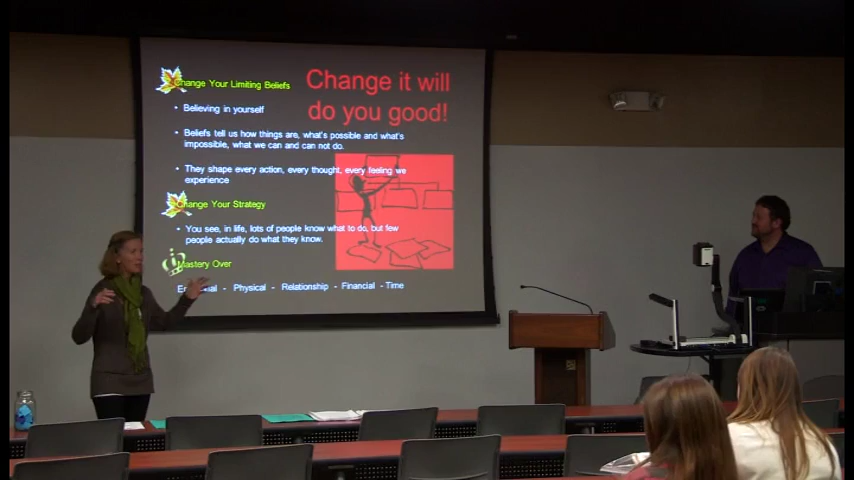 Change it will
do you good!
Change Your Limiting Beliefs
• Believing in yourself
• Beliefs tell us how things are, what's possible and what's
impossible, what we can and can not do.
• They shape every action, every thought, every feeling we
experience
Change Your Strategy
• You see, in life, lots of people know what to do, but few
people actually do what they know.
Mastery Over
- Physical - Relationship - Financial - Time